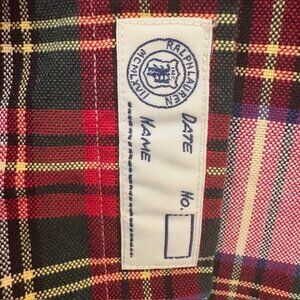 RALPH LAUREN
MCMLXVII
DATE No.
NAME